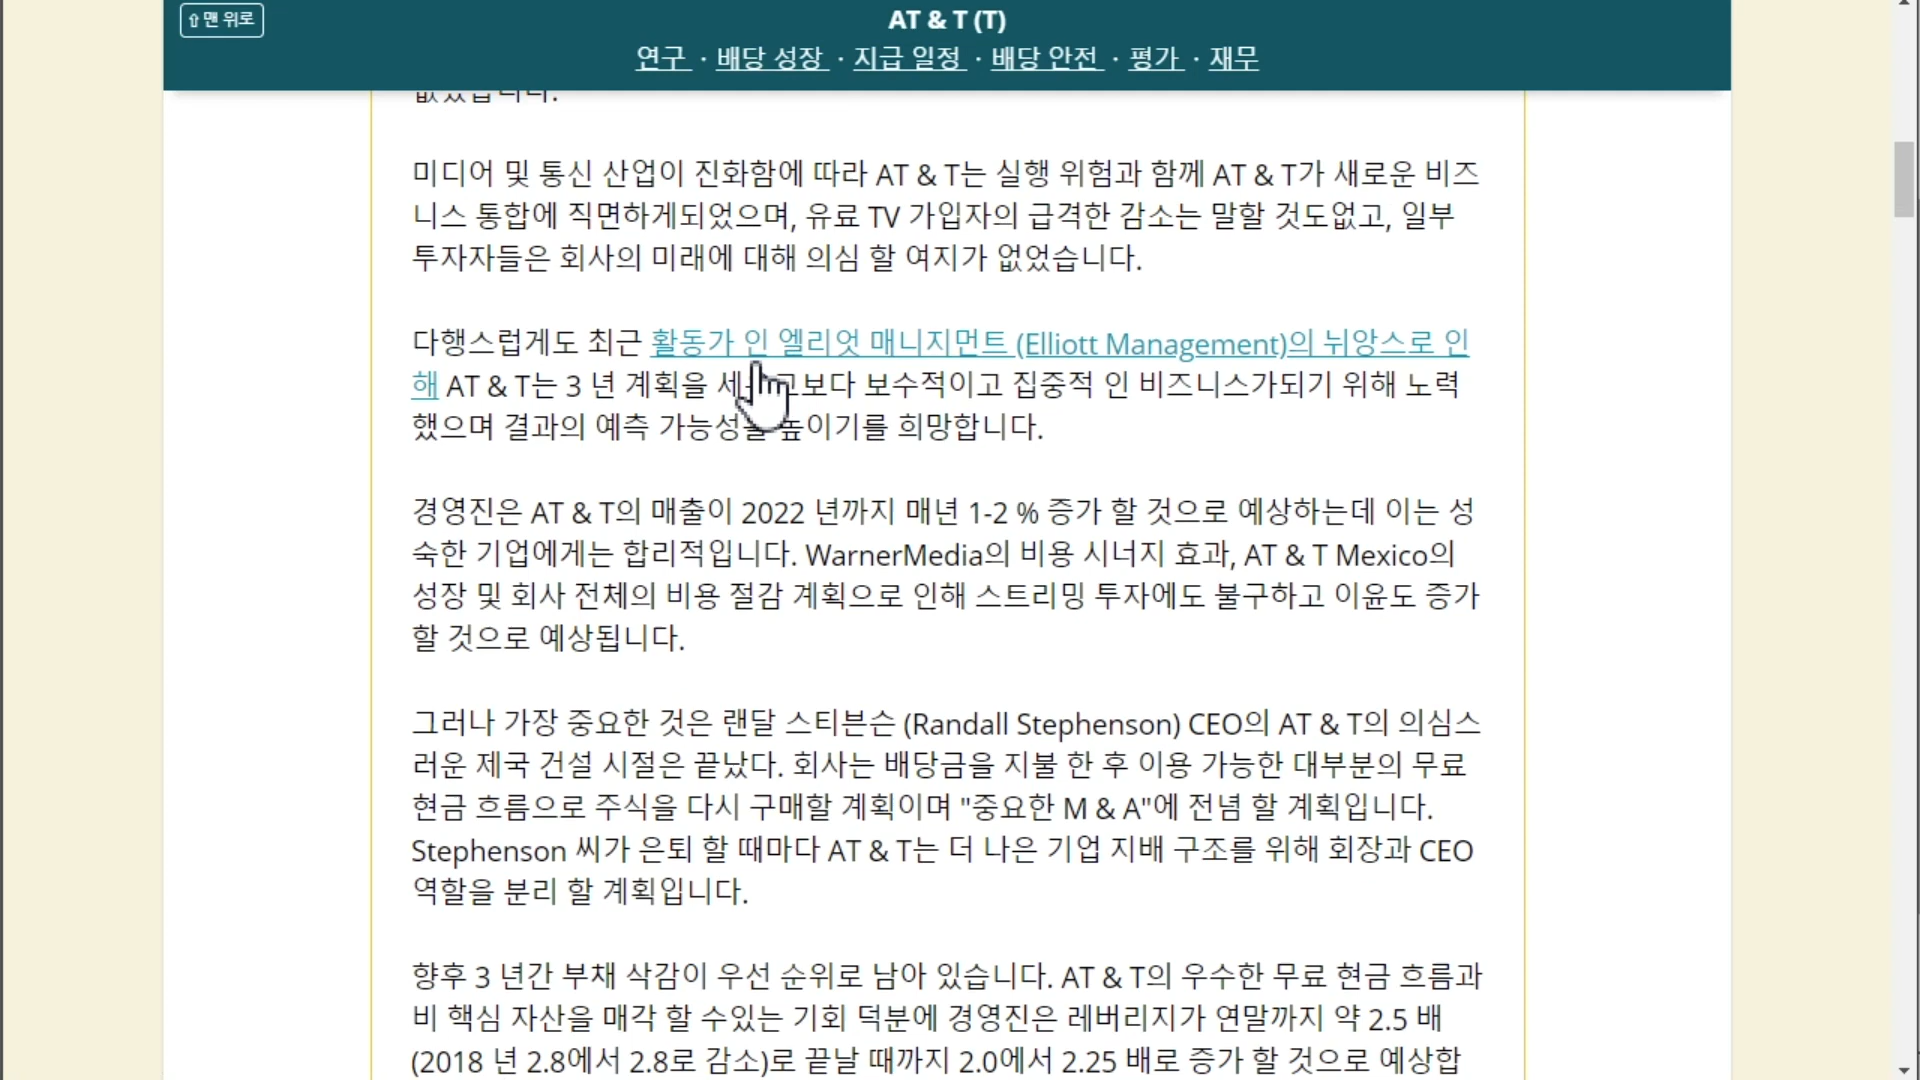 ⇧맨 위로
AT & T (T)
연구 · 배당 성장 · 지급 일정 · 배당 안전 · 평가 · 재무
없었습니다.
미디어 및 통신 산업이 진화함에 따라 AT & T는 실행 위험과 함께 AT & T가 새로운 비즈
니스 통합에 직면하게되었으며, 유료 TV 가입자의 급격한 감소는 말할 것도없고, 일부
투자자들은 회사의 미래에 대해 의심 할 여지가 없었습니다.
다행스럽게도 최근 활동가 인 엘리엇 매니지먼트 (Elliott Management)의 뉘앙스로 인
해 AT & T는 3 년 계획을 보다 보수적이고 집중적 인 비즈니스가되기 위해 노력
했으며 결과의 예측 가능성을 높이기를 희망합니다.
경영진은 AT & T의 매출이 2022 년까지 매년 1-2 % 증가 할 것으로 예상하는데 이는 성
숙한 기업에게는 합리적입니다. WarnerMedia의 비용 시너지 효과, AT & T Mexico의
성장 및 회사 전체의 비용 절감 계획으로 인해 스트리밍 투자에도 불구하고 이윤도 증가
할 것으로 예상됩니다.
그러나 가장 중요한 것은 랜달 스티븐슨 (Randall Stephenson) CEO의 AT & T의 의심스
러운 제국 건설 시절은 끝났다. 회사는 배당금을 지불 한 후 이용 가능한 대부분의 무료
현금 흐름으로 주식을 다시 구매할 계획이며 "중요한 M & A"에 전념 할 계획입니다.
Stephenson 씨가 은퇴 할 때마다 AT & T는 더 나은 기업 지배 구조를 위해 회장과 CEO
역할을 분리 할 계획입니다.
향후 3 년간 부채 삭감이 우선 순위로 남아 있습니다. AT & T의 우수한 무료 현금 흐름과
비 핵심 자산을 매각 할 수있는 기회 덕분에 경영진은 레버리지가 연말까지 약 2.5 배
(2018 년 2.8에서 2.8로 감소)로 끝날 때까지 2.0에서 2.25 배로 증가 할 것으로 예상합